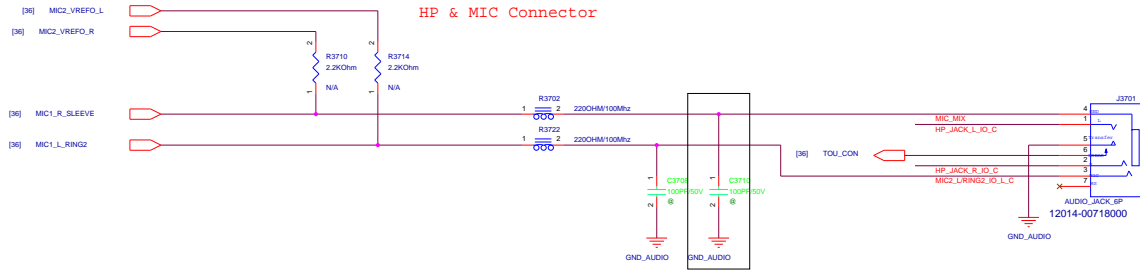 HP & MIC Connector
[36] MIC2_VREFO_L
[36] MIC2_VREFO_R
2
2
R3710
2.2KOhm
N/A
R3714
2.2KOhm
N/A
1
1
[36] MIC1_R_SLEEVE
R3702
1 2
220OHM/100Mhz
[36] MIC1_L_RING2
R3722
1 2
220OHM/100Mhz
[36] TOU_CON
J3701
MIC_MIX
HP_JACK_L_IO_C
HP_JACK_R_IO_C
MIC2_L/RING2_IO_L_C
4
1
5
6
2
3
7
L
AUDIO_JACK_6P
12014-00718000
1
100PF/50V
@
2
1
C3710
100PF/50V
@
2
GND_AUDIO
GND_AUDIO
GND_AUDIO